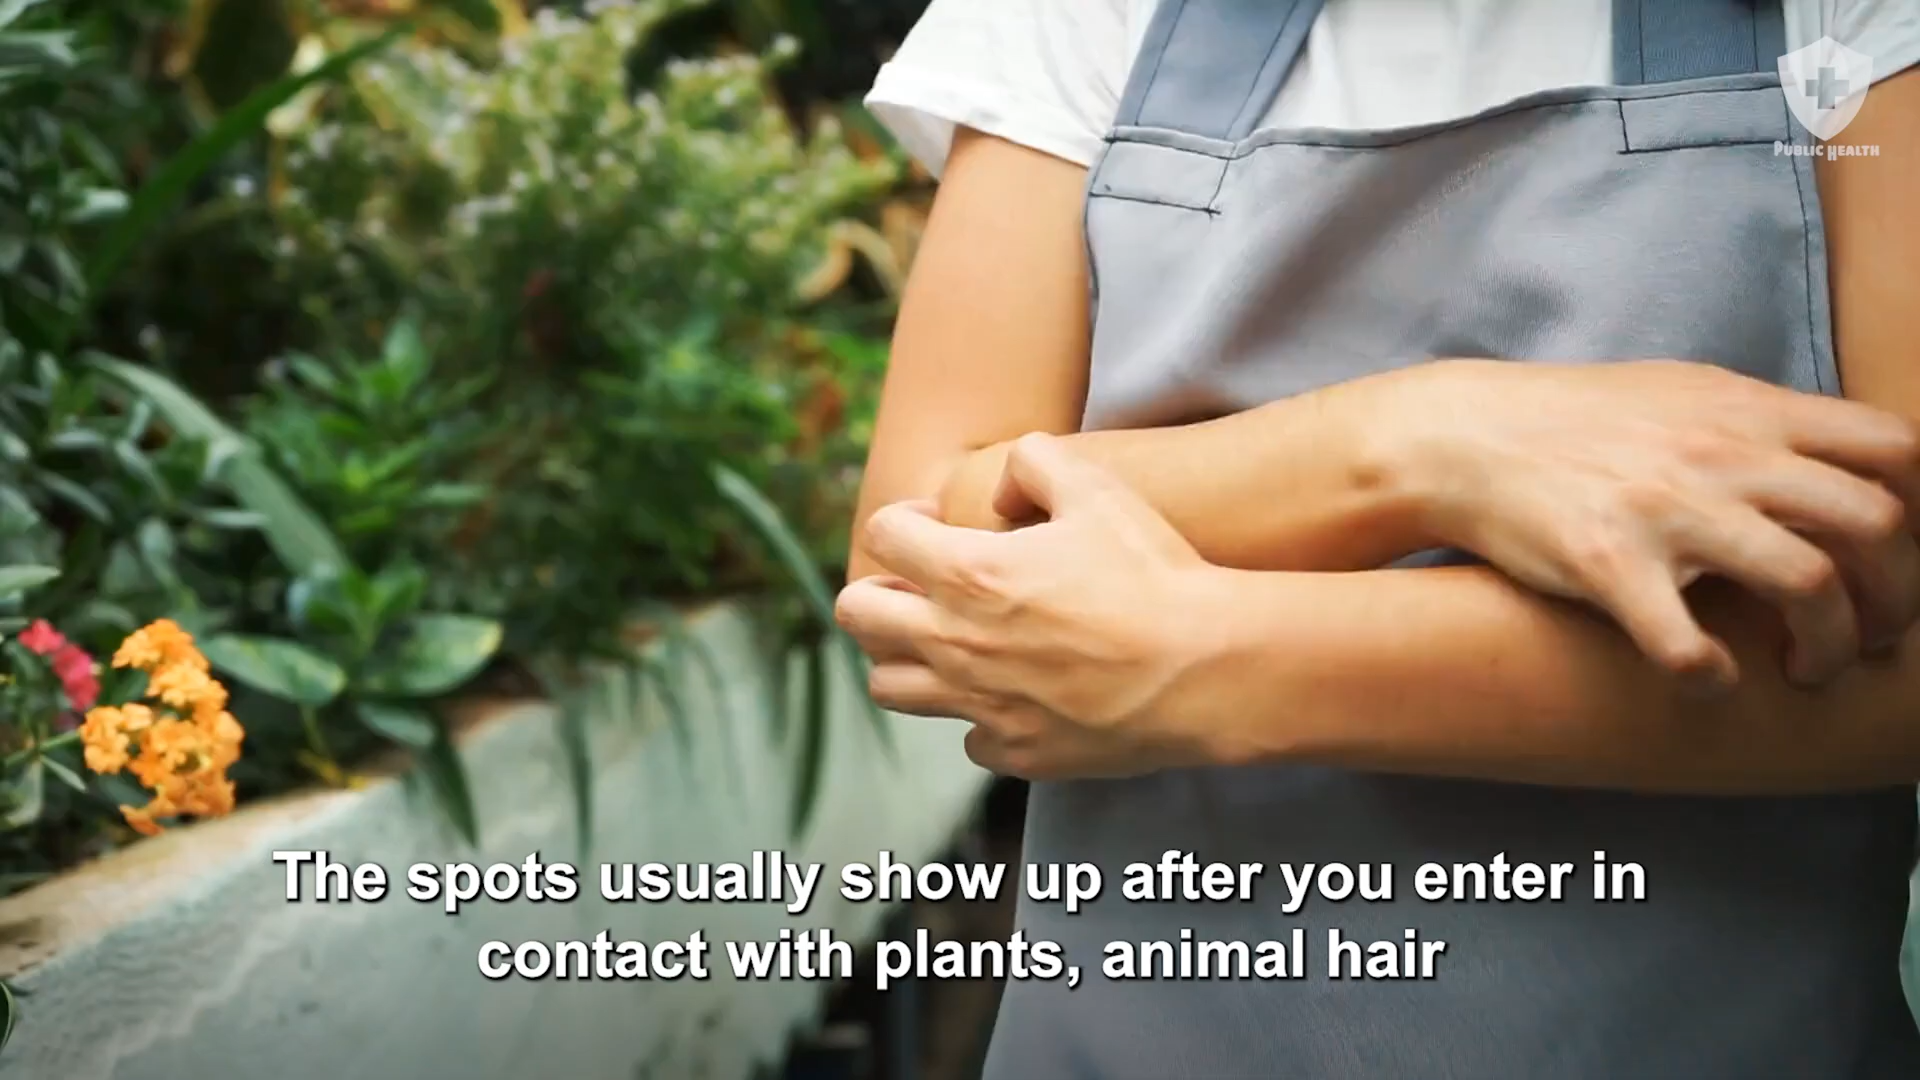 PUBLIC HEALTH
The spots usually show up after you enter in
contact with plants, animal hair